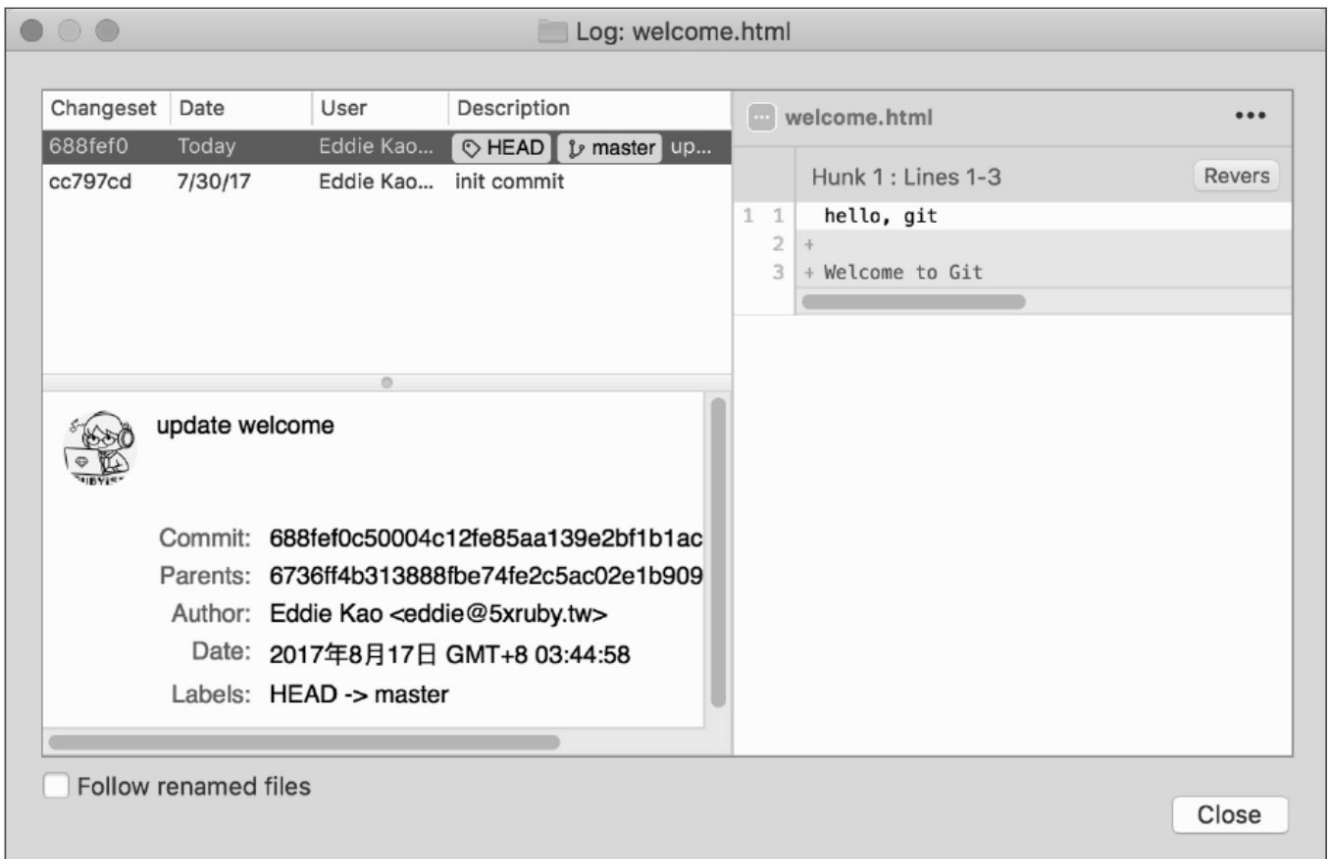 Log: welcome.html
Changeset Date User Description
688fef0 Today Eddie Kao... HEAD master up...
cc797cd 7/30/17 Eddie Kao... init commit
welcome.html
Hunk 1 : Lines 1-3 Revers
1 1 hello, git
2 +
3 + Welcome to Git
update welcome
Commit: 688fef0c50004c12fe85aa139e2bf1b1ac
Parents: 6736ff4b313888fbe74fe2c5ac02e1b909
Author: Eddie Kao <eddie@5xruby.tw>
Date: 2017年8月17日 GMT+8 03:44:58
Labels: HEAD -> master
Follow renamed files
Close